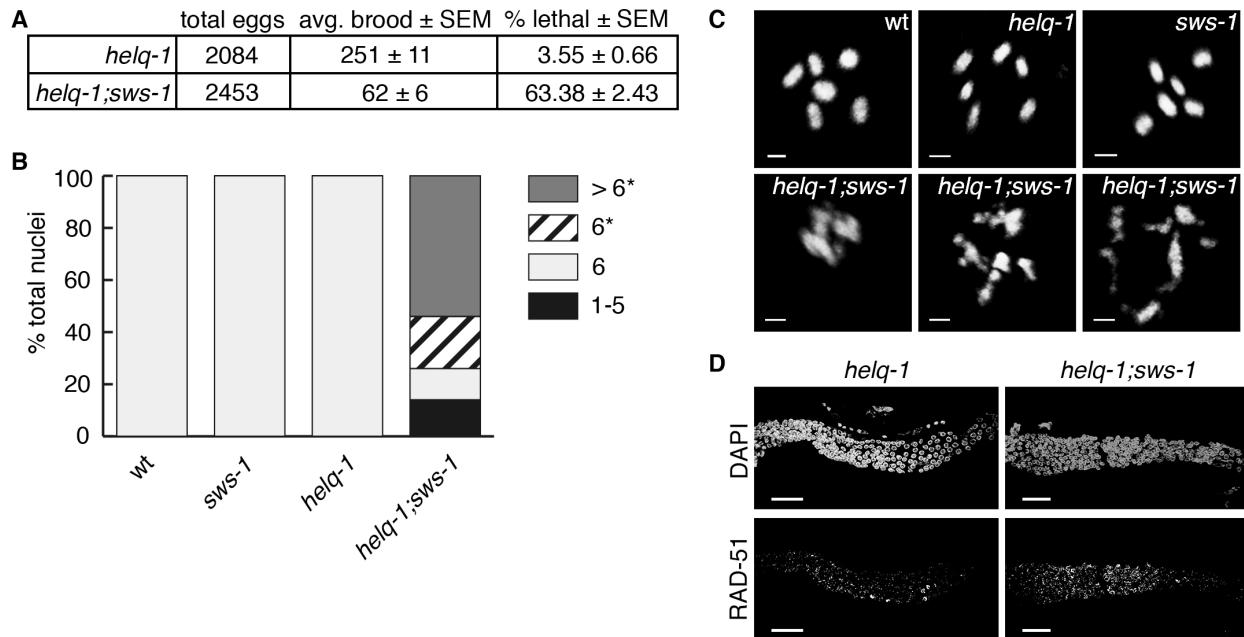 A
total eggs avg. brood ± SEM % lethal ± SEM
helq-1 2084 251 ± 11 3.55 ± 0.66
helq-1;sws-1 2453 62 ± 6 63.38 ± 2.43
B
% total nuclei
100
80
60
40
20
0
wt
sws-1
helq-1
helq-1;sws-1
> 6*
6*
6
1-5
C
wt
helq-1
sws-1
helq-1;sws-1
helq-1;sws-1
helq-1;sws-1
D
helq-1
helq-1;sws-1
DAPI
RAD-51